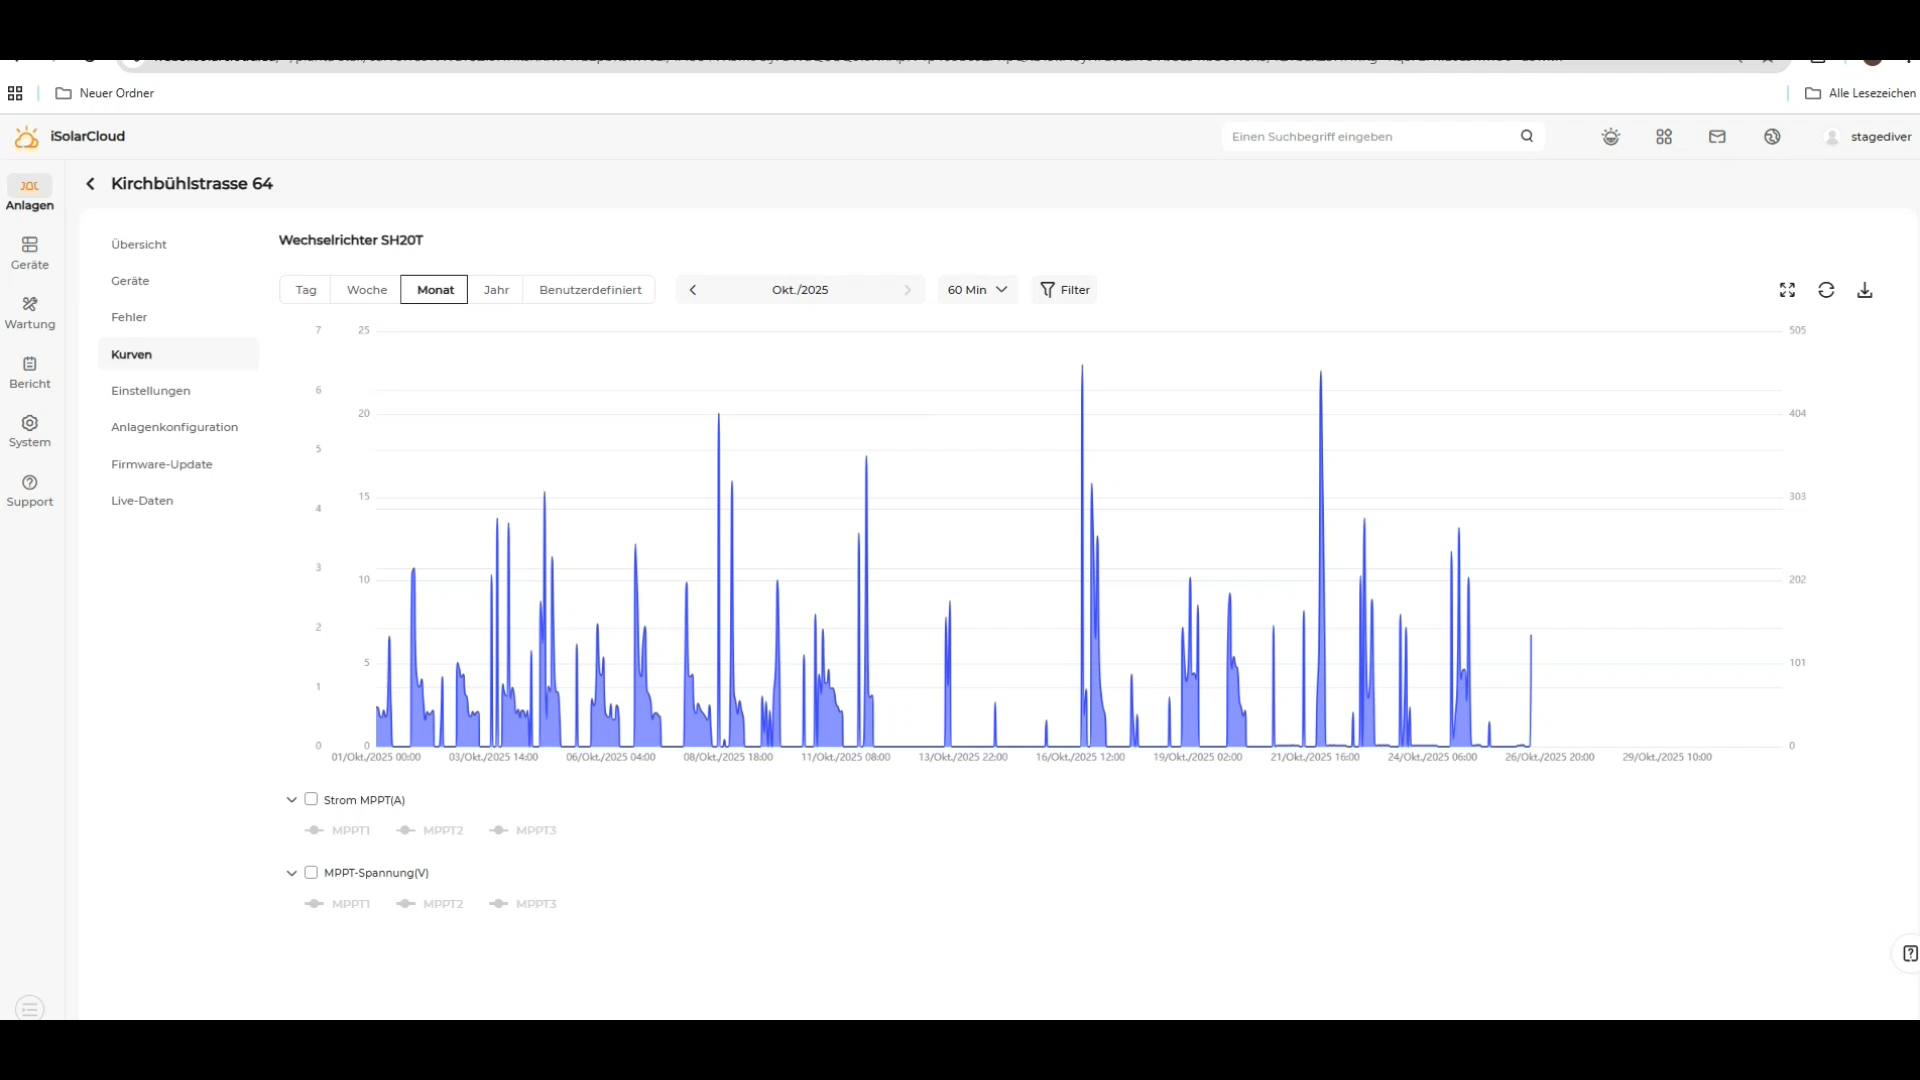 Neuer Ordner
Alle Lesezeichen
iSolarCloud
Einen Suchbegriff eingeben
stagediver
Anlagen
Geräte
Wartung
Bericht
System
Support
Kirchbühlstrasse 64
Übersicht
Geräte
Fehler
Kurven
Einstellungen
Anlagenkonfiguration
Firmware-Update
Live-Daten
Wechselrichter SH20T
Tag Woche Monat Jahr Benutzerdefiniert Okt./2025 60 Min Filter
7 25 505
6
20 404
5
15 303
4
3
10 202
2
5 101
1
0 0 0
01/Okt./2025 00:00 03/Okt./2025 14:00 06/Okt./2025 04:00 08/Okt./2025 18:00 11/Okt./2025 08:00 13/Okt./2025 22:00 16/Okt./2025 12:00 19/Okt./2025 02:00 21/Okt./2025 16:00 24/Okt./2025 06:00 26/Okt./2025 20:00 29/Okt./2025 10:00
Strom MPPT(A)
MPPT1 MPPT2 MPPT3
MPPT-Spannung(V)
MPPT1 MPPT2 MPPT3